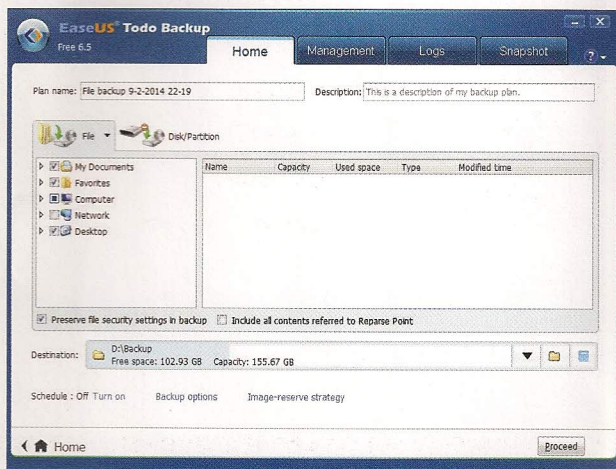 EaseUS® Todo Backup
Free 6.5
Home
Management
Logs
Snapshot
Plan name: File backup 9-2-2014 22-19
Description: This is a description of my backup plan.
File
Disk/Partition
My Documents
Favorites
Computer
Network
Desktop
Name Capacity Used space Type Modified time
Preserve file security settings in backup
Include all contents referred to Reparse Point
Destination: D:\Backup
Free space: 102.93 GB Capacity: 155.67 GB
Schedule : Off Turn on Backup options Image-reserve strategy
Home
Proceed